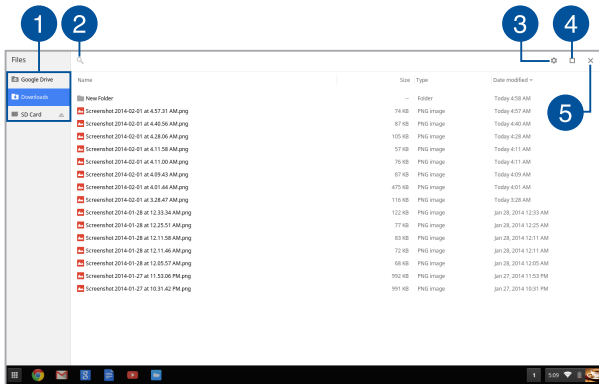 1 2 3 4
Files
Google Drive Name Size Type Date modified
Downloads New Folder -- Folder Today 4:58 AM
Screenshot 2014-02-01 at 4.57.31 AM.png 74 KB PNG image Today 4:57 AM
SD Card Screenshot 2014-02-01 at 4.40.56 AM.png 87 KB PNG image Today 4:40 AM
5
Screenshot 2014-02-01 at 4.28.06 AM.png 105 KB PNG image Today 4:28 AM
Screenshot 2014-02-01 at 4.11.58 AM.png 57 KB PNG image Today 4:11 AM
Screenshot 2014-02-01 at 4.11.00 AM.png 76 KB PNG image Today 4:11 AM
Screenshot 2014-02-01 at 4.09.43 AM.png 87 KB PNG image Today 4:09 AM
Screenshot 2014-02-01 at 4.01.44 AM.png 475 KB PNG image Today 4:01 AM
Screenshot 2014-02-01 at 3.28.47 AM.png 116 KB PNG image Today 3:28 AM
Screenshot 2014-01-28 at 12.33.34 AM.png 122 KB PNG image Jan 28, 2014 12:33 AM
Screenshot 2014-01-28 at 12.25.51 AM.png 77 KB PNG image Jan 28, 2014 12:25 AM
Screenshot 2014-01-28 at 12.11.58 AM.png 83 KB PNG image Jan 28, 2014 12:11 AM
Screenshot 2014-01-28 at 12.11.46 AM.png 72 KB PNG image Jan 28, 2014 12:11 AM
Screenshot 2014-01-28 at 12.05.57 AM.png 68 KB PNG image Jan 28, 2014 12:05 AM
Screenshot 2014-01-27 at 11.53.06 PM.png 992 KB PNG image Jan 27, 2014 11:53 PM
Screenshot 2014-01-27 at 10.31.42 PM.png 991 KB PNG image Jan 27, 2014 10:31 PM
8 1 5:09